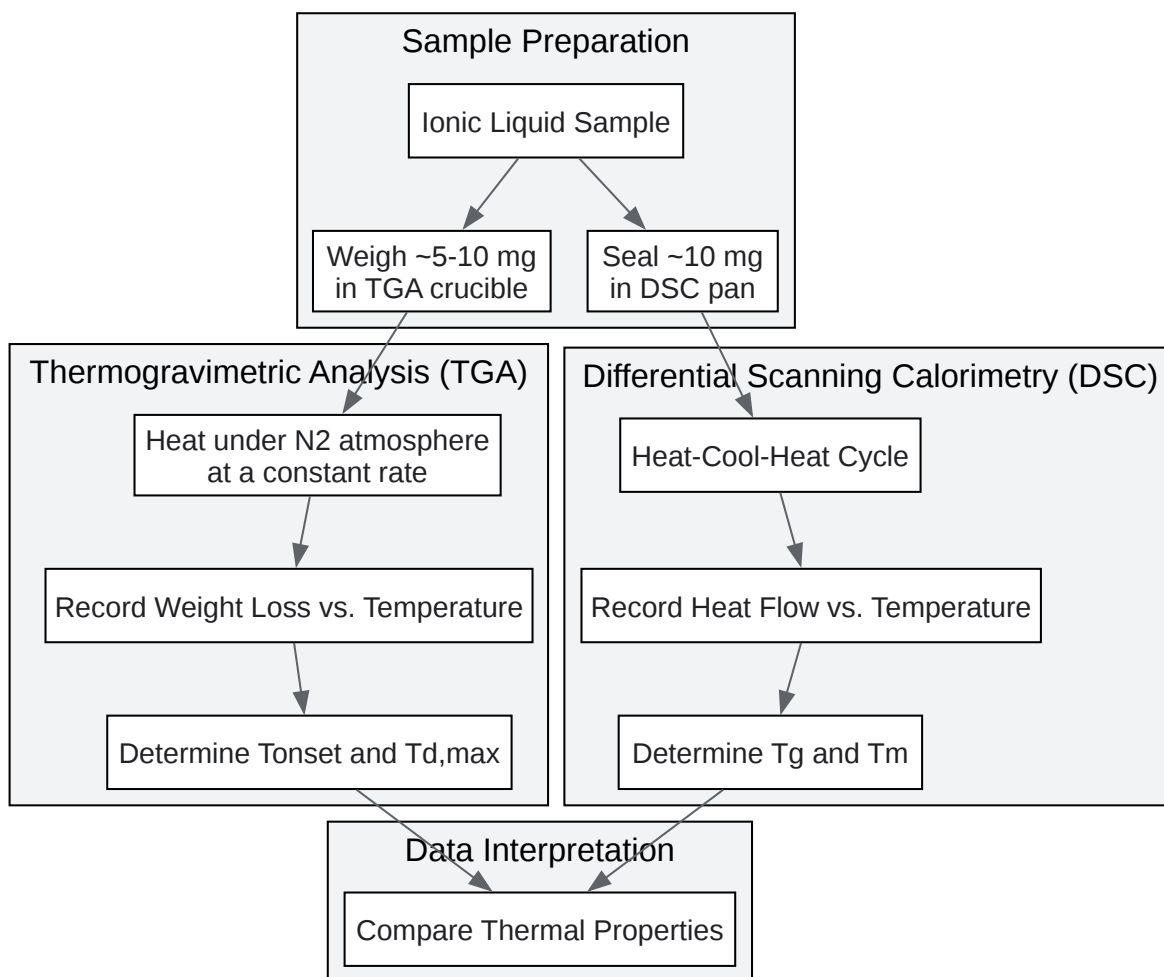 Sample Preparation
Ionic Liquid Sample
Weigh ~5-10 mg
in TGA crucible
Seal ~10 mg
in DSC pan
Thermogravimetric Analysis (TGA)
Heat under N2 atmosphere
at a constant rate
Record Weight Loss vs. Temperature
Determine Tonset and Td,max
Differential Scanning Calorimetry (DSC)
Heat-Cool-Heat Cycle
Record Heat Flow vs. Temperature
Determine Tg and Tm
Data Interpretation
Compare Thermal Properties